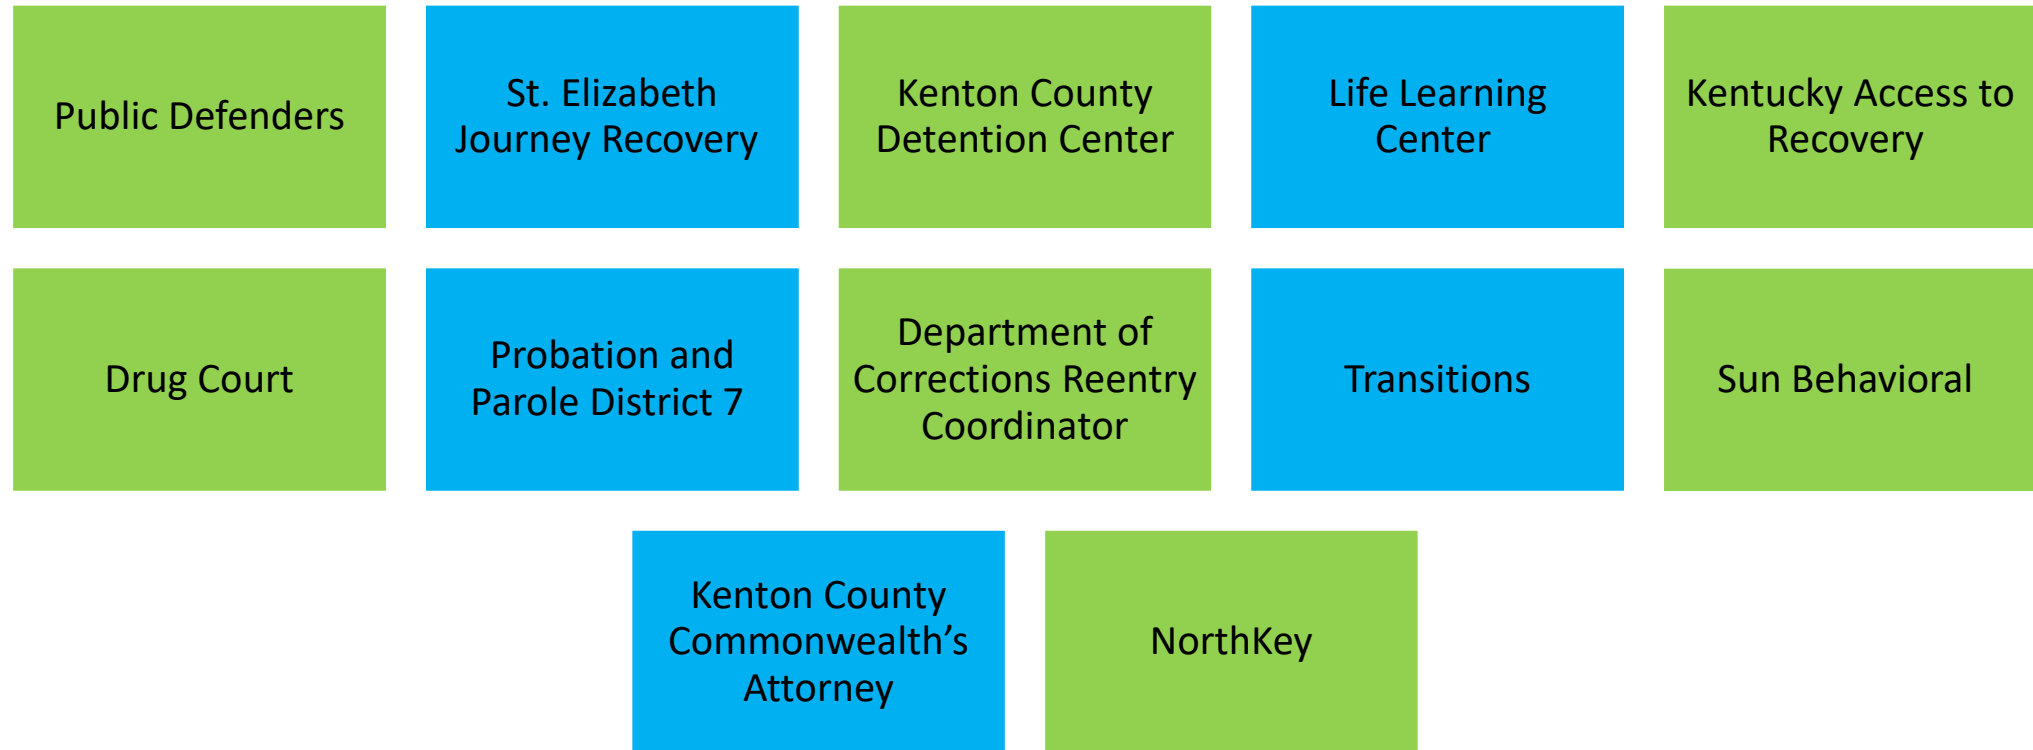 Public Defenders
St. Elizabeth
Journey Recovery
Kenton County
Detention Center
Life Learning
Center
Kentucky Access to
Recovery
Drug Court
Probation and
Parole District 7
Department of
Corrections Reentry
Coordinator
Transitions
Sun Behavioral
Kenton County
Commonwealth’s
Attorney
NorthKey